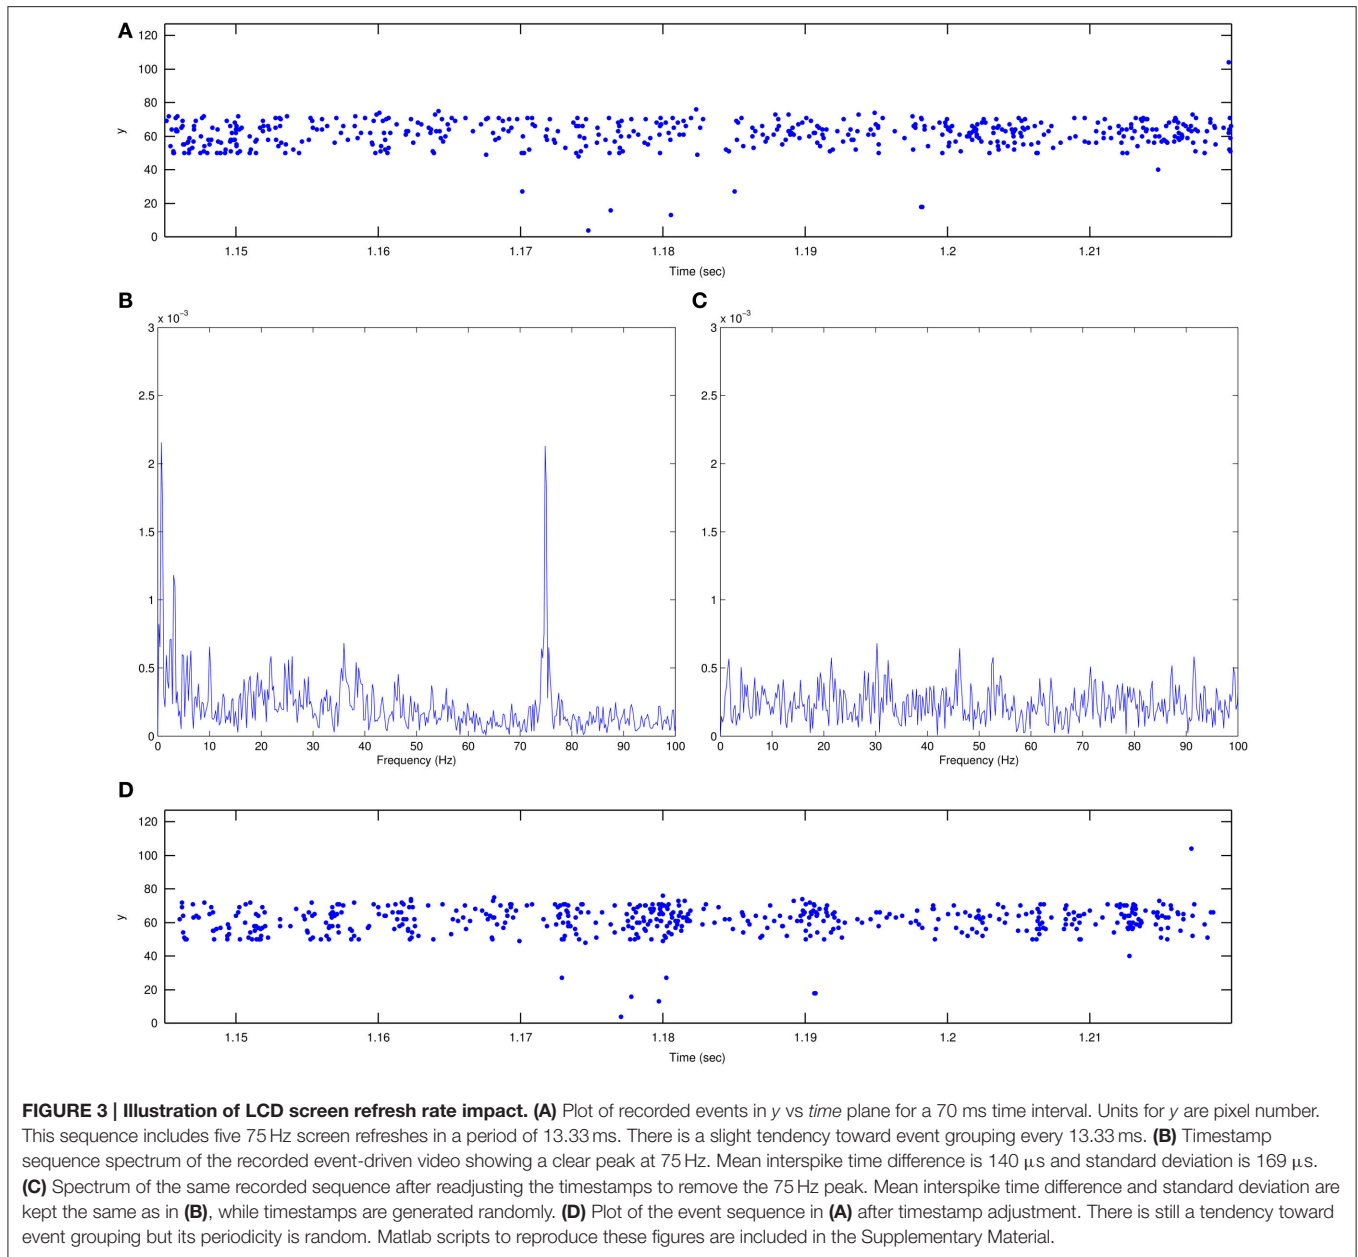 A
120
100
80
60
40
20
0
y
1.15 1.16 1.17 1.18 1.19 1.2 1.21
Time (sec)
B
x 10⁻³
3
2.5
2
1.5
1
0.5
0
0 10 20 30 40 50 60 70 80 90 100
Frequency (Hz)
C
x 10⁻³
3
2.5
2
1.5
1
0.5
0
0 10 20 30 40 50 60 70 80 90 100
Frequency (Hz)
D
120
100
80
60
40
20
0
y
1.15 1.16 1.17 1.18 1.19 1.2 1.21
Time (sec)
FIGURE 3 | Illustration of LCD screen refresh rate impact. (A) Plot of recorded events in y vs time plane for a 70 ms time interval. Units for y are pixel number.
This sequence includes five 75 Hz screen refreshes in a period of 13.33 ms. There is a slight tendency toward event grouping every 13.33 ms. (B) Timestamp
sequence spectrum of the recorded event-driven video showing a clear peak at 75 Hz. Mean interspike time difference is 140 μs and standard deviation is 169 μs.
(C) Spectrum of the same recorded sequence after readjusting the timestamps to remove the 75 Hz peak. Mean interspike time difference and standard deviation are
kept the same as in (B), while timestamps are generated randomly. (D) Plot of the event sequence in (A) after timestamp adjustment. There is still a tendency toward
event grouping but its periodicity is random. Matlab scripts to reproduce these figures are included in the Supplementary Material.